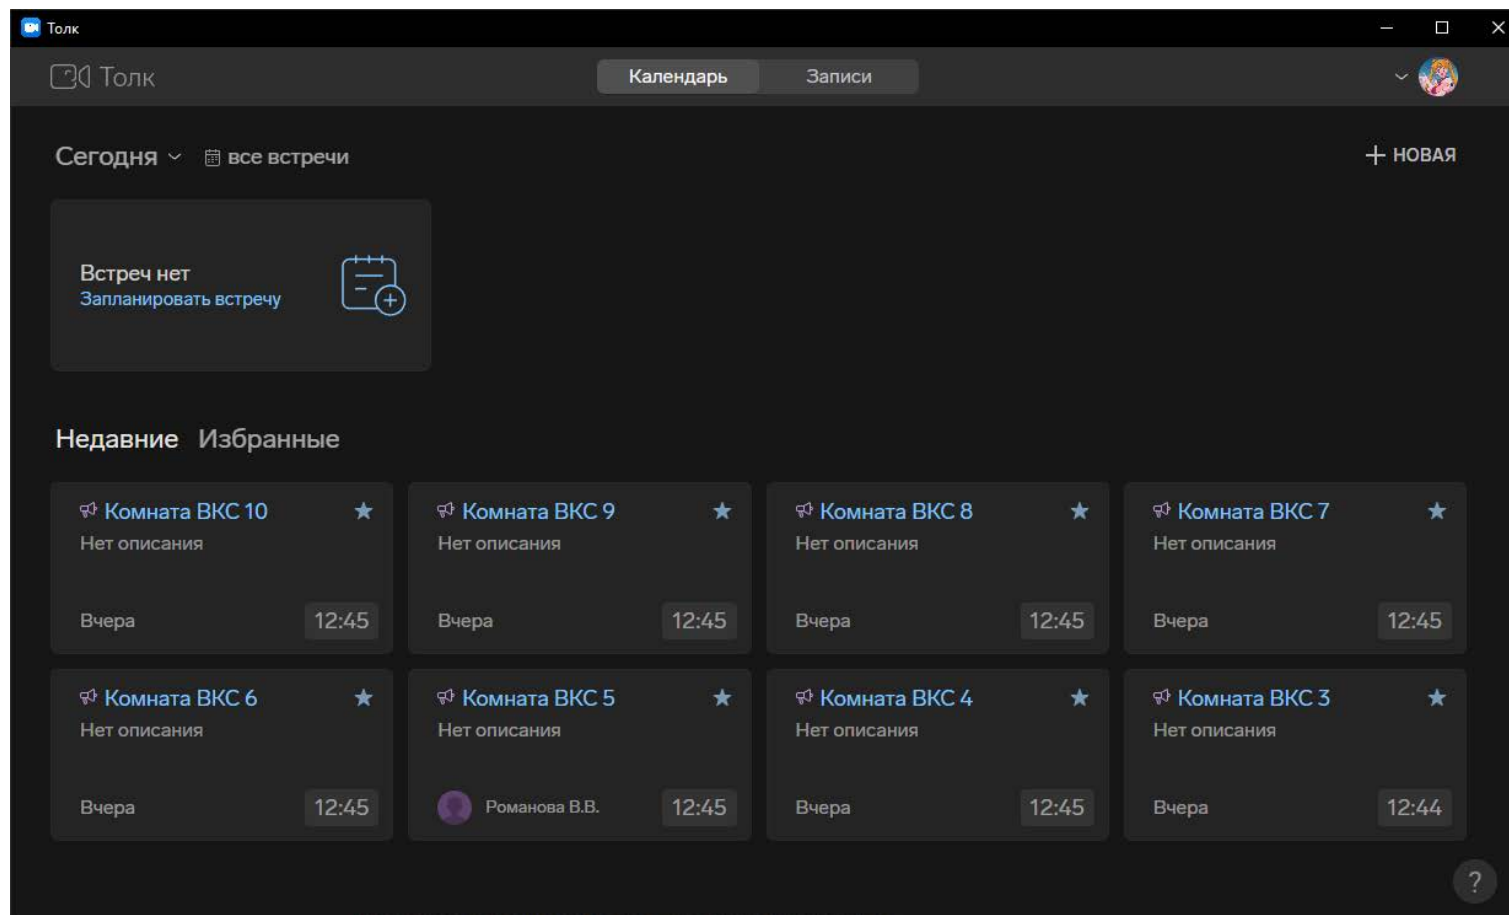 Толк
Толк
Календарь Записи
Сегодня все встречи + НОВАЯ
Встреч нет
Запланировать встречу
Недавние Избранные
Комната ВКС 10
Нет описания
Вчера 12:45
Комната ВКС 9
Нет описания
Вчера 12:45
Комната ВКС 8
Нет описания
Вчера 12:45
Комната ВКС 7
Нет описания
Вчера 12:45
Комната ВКС 6
Нет описания
Вчера 12:45
Комната ВКС 5
Нет описания
Романова В.В. 12:45
Комната ВКС 4
Нет описания
Вчера 12:45
Комната ВКС 3
Нет описания
Вчера 12:44
?